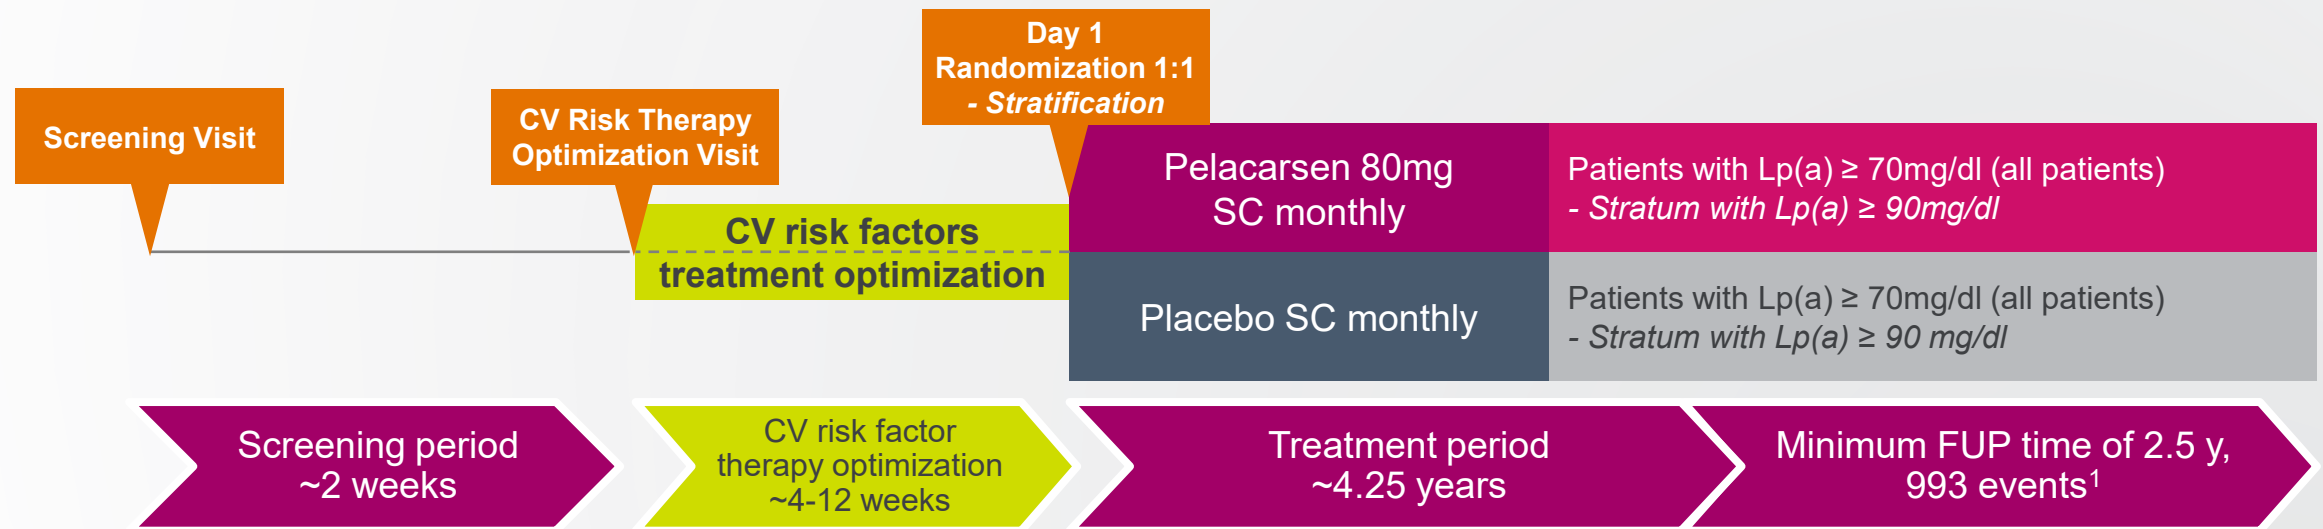 Screening Visit
CV Risk Therapy
Optimization Visit
Day 1
Randomization 1:1
- Stratification
CV risk factors
treatment optimization
Pelacarsen 80mg
SC monthly
Patients with Lp(a) ≥ 70mg/dl (all patients)
- Stratum with Lp(a) ≥ 90mg/dl
Placebo SC monthly
Patients with Lp(a) ≥ 70mg/dl (all patients)
- Stratum with Lp(a) ≥ 90 mg/dl
Screening period
~2 weeks
CV risk factor
therapy optimization
~4-12 weeks
Treatment period
~4.25 years
Minimum FUP time of 2.5 y,
993 events¹